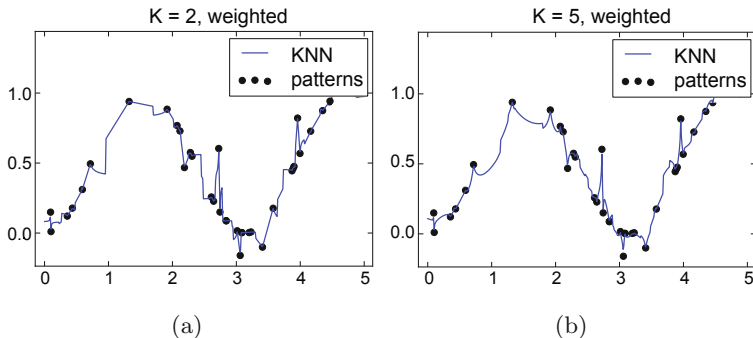 K = 2, weighted
KNN
patterns
1.0
0.5
0.0
0 1 2 3 4 5
(a)
K = 5, weighted
KNN
patterns
1.0
0.5
0.0
0 1 2 3 4 5
(b)